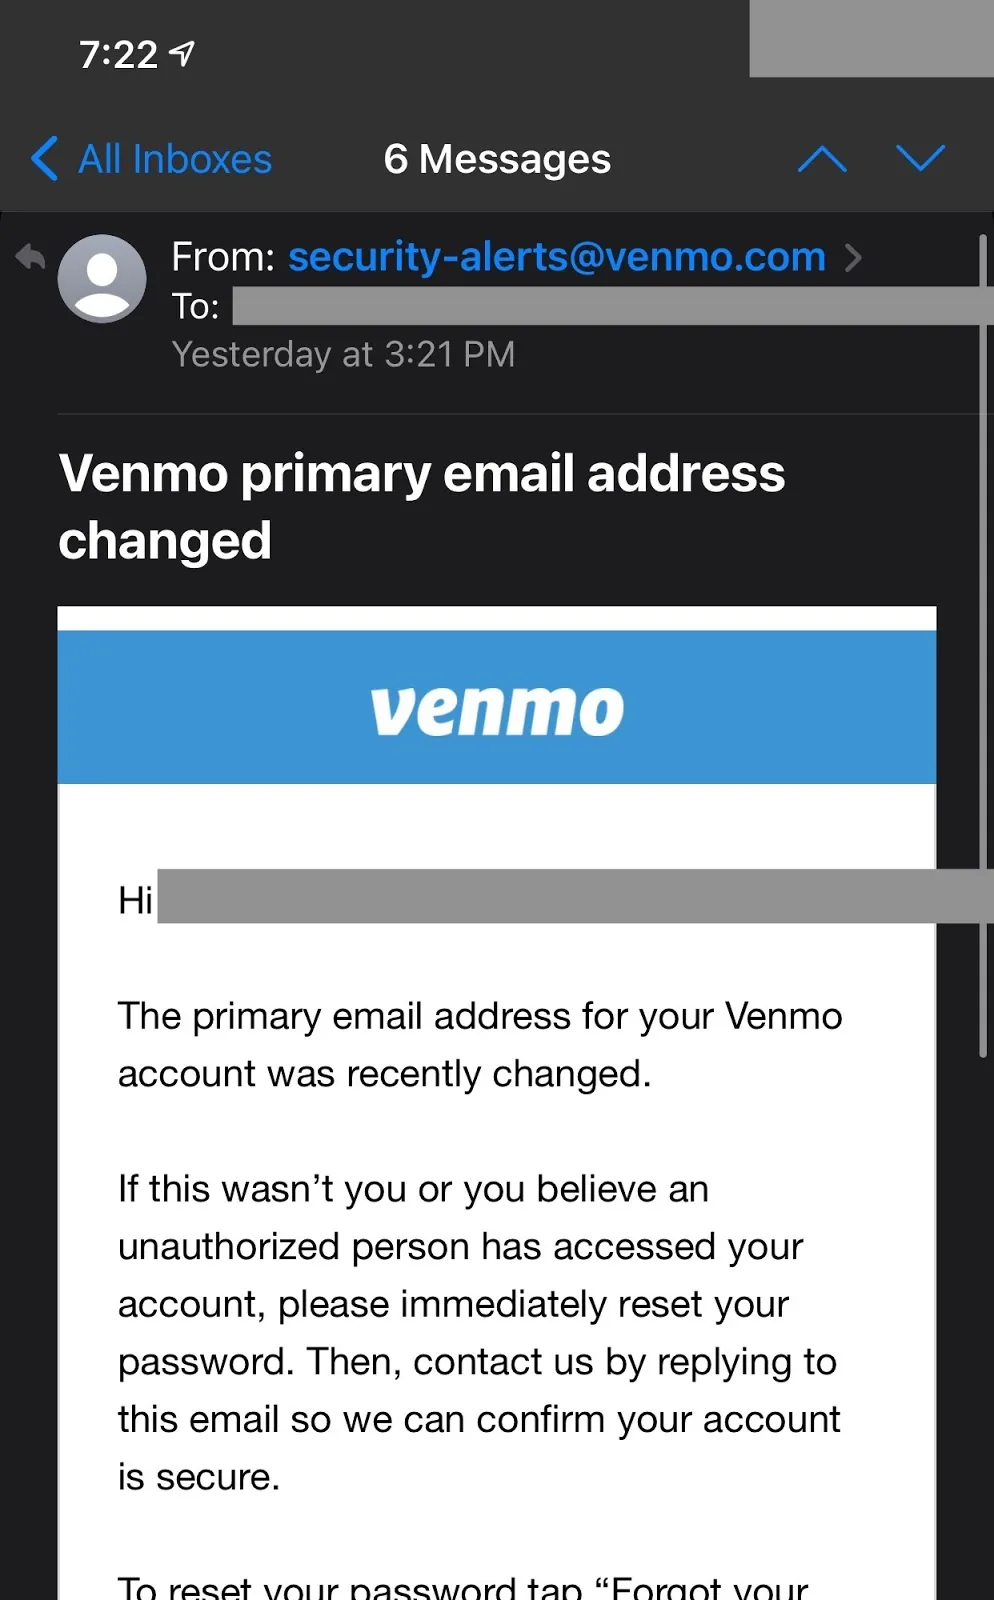 7:22
All Inboxes 6 Messages
From: security-alerts@venmo.com
To:
Yesterday at 3:21 PM
Venmo primary email address
changed
venmo
Hi
The primary email address for your Venmo
account was recently changed.
If this wasn’t you or you believe an
unauthorized person has accessed your
account, please immediately reset your
password. Then, contact us by replying to
this email so we can confirm your account
is secure.
To reset your password tap “Forgot your